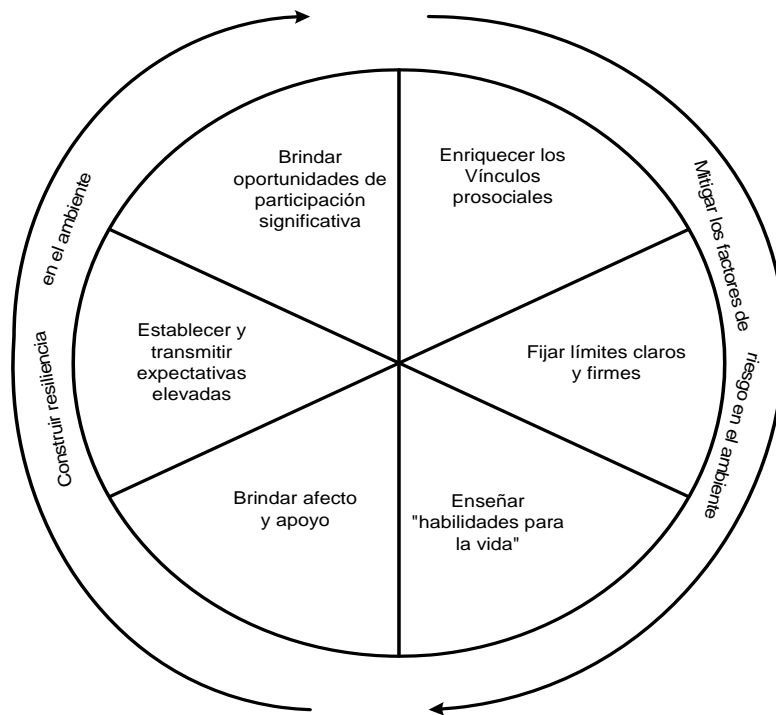 Brindar
oportunidades de
participación
significativa
Enriquecer los
Vínculos
prosociales
Establecer y
transmitir
expectativas
elevadas
Fijar límites claros
y firmes
Brindar afecto
y apoyo
Enseñar
"habilidades para
la vida"
Construir resiliencia
en el ambiente
Mitigar los factores de
riesgo en el ambiente